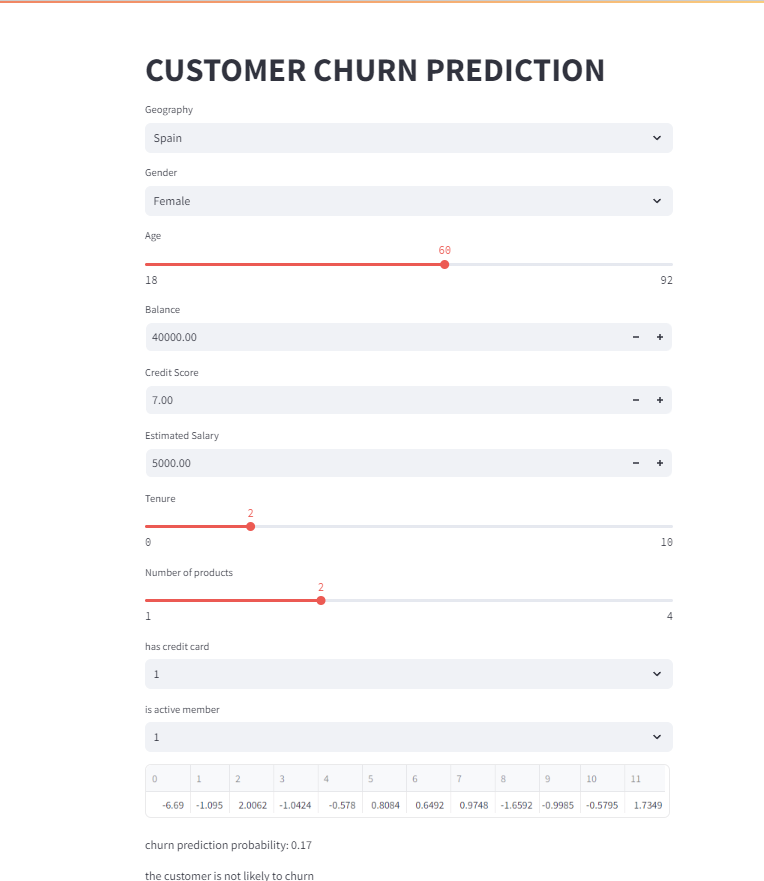 CUSTOMER CHURN PREDICTION
Geography
Spain
Gender
Female
Age
60
18 92
Balance
40000.00
Credit Score
7.00
Estimated Salary
5000.00
Tenure
2
0 10
Number of products
2
1 4
has credit card
1
is active member
1
0 1 2 3 4 5 6 7 8 9 10 11
-6.69 -1.095 2.0062 -1.0424 -0.578 0.8084 0.6492 0.9748 -1.6592 -0.9985 -0.5795 1.7349
churn prediction probability: 0.17
the customer is not likely to churn